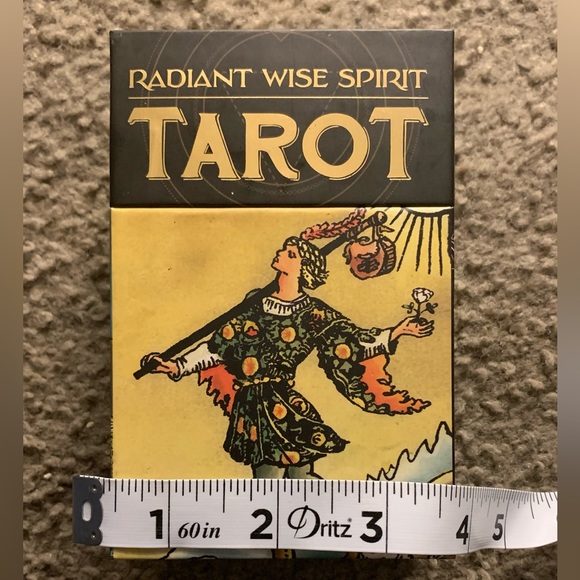 RADIANT WISE SPIRIT
TAROT
1 60in 2 Dritz® 3 4 5